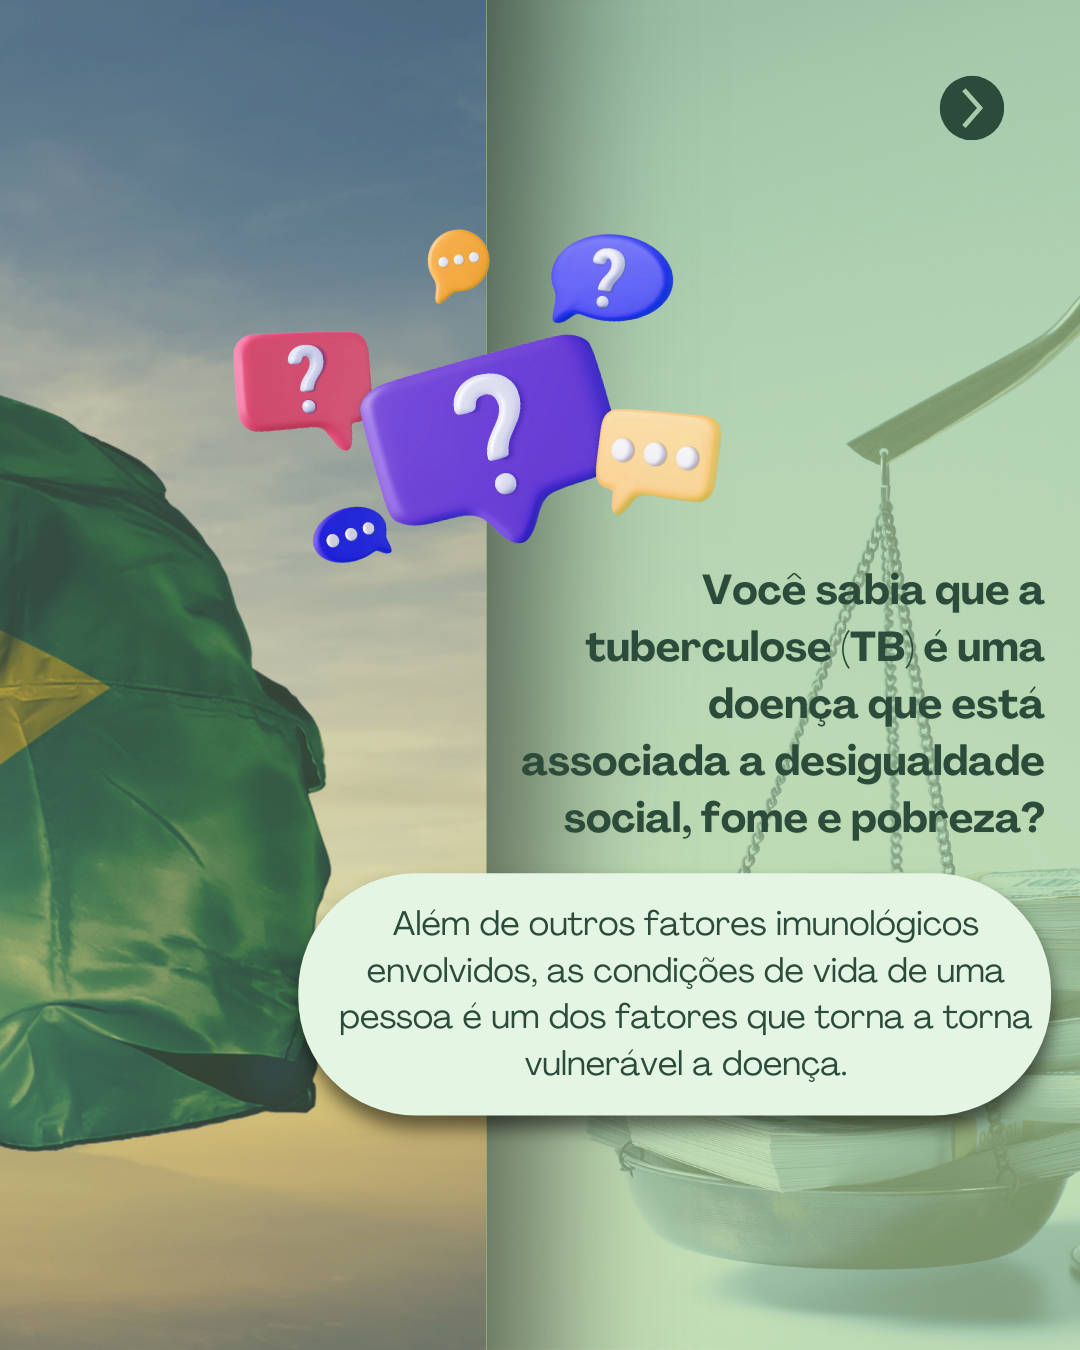 Você sabia que a
tuberculose (TB) é uma
doença que está
associada a desigualdade
social, fome e pobreza?
Além de outros fatores imunológicos
envolvidos, as condições de vida de uma
pessoa é um dos fatores que torna a torna
vulnerável a doença.